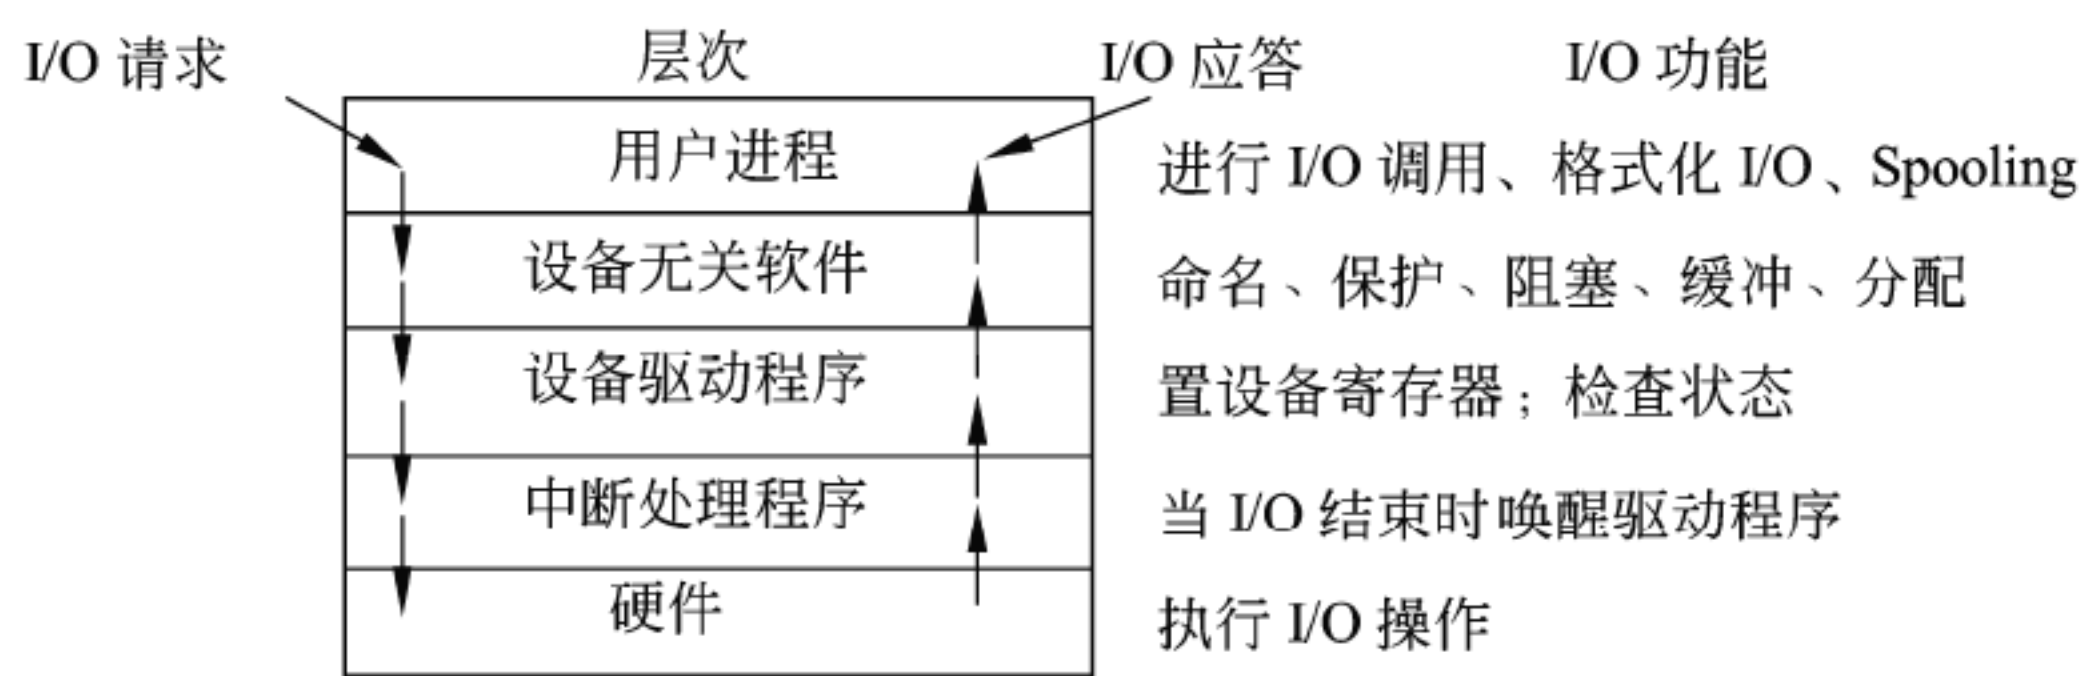 I/O 请求 层次 I/O 应答 I/O 功能
用户进程 进行 I/O 调用、格式化 I/O、Spooling
设备无关软件 命名、保护、阻塞、缓冲、分配
设备驱动程序 置设备寄存器；检查状态
中断处理程序 当 I/O 结束时唤醒驱动程序
硬件 执行 I/O 操作